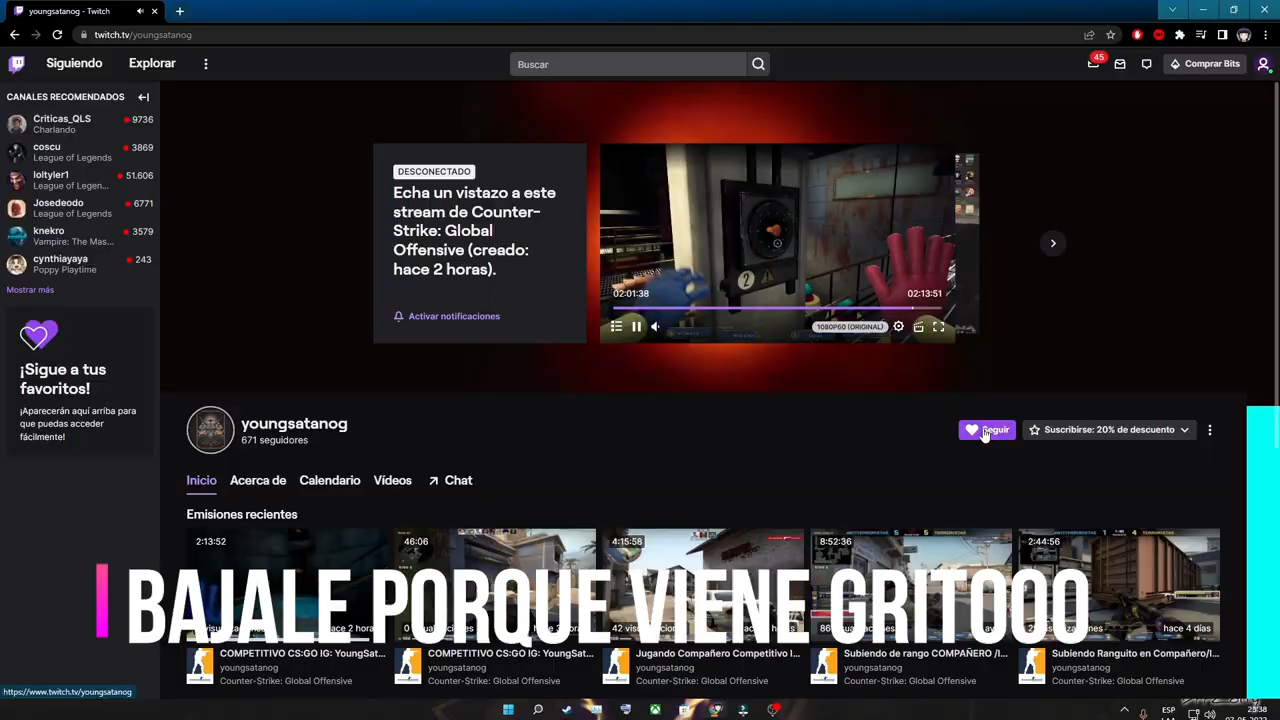 youngsatanog - Twitch
twitch.tv/youngsatanog
Siguiendo
Explorar
Buscar
45
Comprar Bits
CANALES RECOMENDADOS
Criticas_QLS
9736
Charlando
coscu
3869
League of Legends
loltyler1
51.606
League of Legen...
Josedeodo
6771
League of Legends
knekro
3579
Vampire: The Mas...
cynthiayaya
243
Poppy Playtime
Mostrar más
¡Sigue a tus
favoritos!
¡Aparecerán aquí arriba para
que puedas acceder
fácilmente!
DESCONECTADO
Echa un vistazo a este
stream de Counter-
Strike: Global
Offensive (creado:
hace 2 horas).
Activar notificaciones
2
02:01:38
02:13:51
1080P60 (ORIGINAL)
youngsatanog
671 seguidores
Seguir
Suscribirse: 20% de descuento
Inicio
Acerca de
Calendario
Vídeos
Chat
Emisiones recientes
2:13:52
46:06
4:15:58
8:52:36
2:44:56
BAJALE PORQUE VIENE GRITOOO
hace 4 días
COMPETITIVO CS:GO IG: YoungSat...
youngsatanog
Counter-Strike: Global Offensive
COMPETITIVO CS:GO IG: YoungSat...
youngsatanog
Counter-Strike: Global Offensive
Jugando Compañero Competitivo I...
youngsatanog
Counter-Strike: Global Offensive
Subiendo de rango COMPAÑERO /I...
youngsatanog
Counter-Strike: Global Offensive
Subiendo Ranguito en Compañero/I...
youngsatanog
Counter-Strike: Global Offensive
https://www.twitch.tv/youngsatanog
ESP
23:38